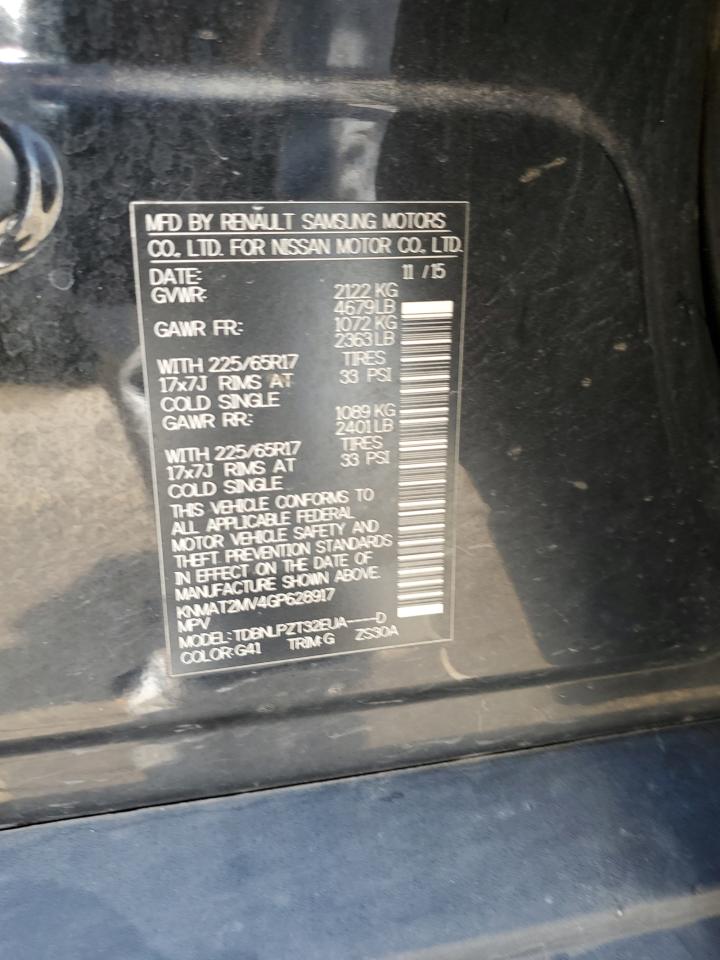 MFD BY RENAULT SAMSUNG MOTORS
CO., LTD. FOR NISSAN MOTOR CO., LTD.
DATE: 11 /15
GVWR: 2122 KG
4679 LB
GAWR FR: 1072 KG
2363 LB
WITH 225/65R17 TIRES
17x7J RIMS AT 33 PSI
COLD SINGLE
GAWR RR: 1089 KG
2401 LB
WITH 225/65R17 TIRES
17x7J RIMS AT 33 PSI
COLD SINGLE
THIS VEHICLE CONFORMS TO
ALL APPLICABLE FEDERAL
MOTOR VEHICLE SAFETY AND
THEFT PREVENTION STANDARDS
IN EFFECT ON THE DATE OF
MANUFACTURE SHOWN ABOVE.
KNMAT2MV4GP628917
MPV
MODEL: TDBNLPZT32EUA-----D
COLOR: G41 TRIM: G ZS30A